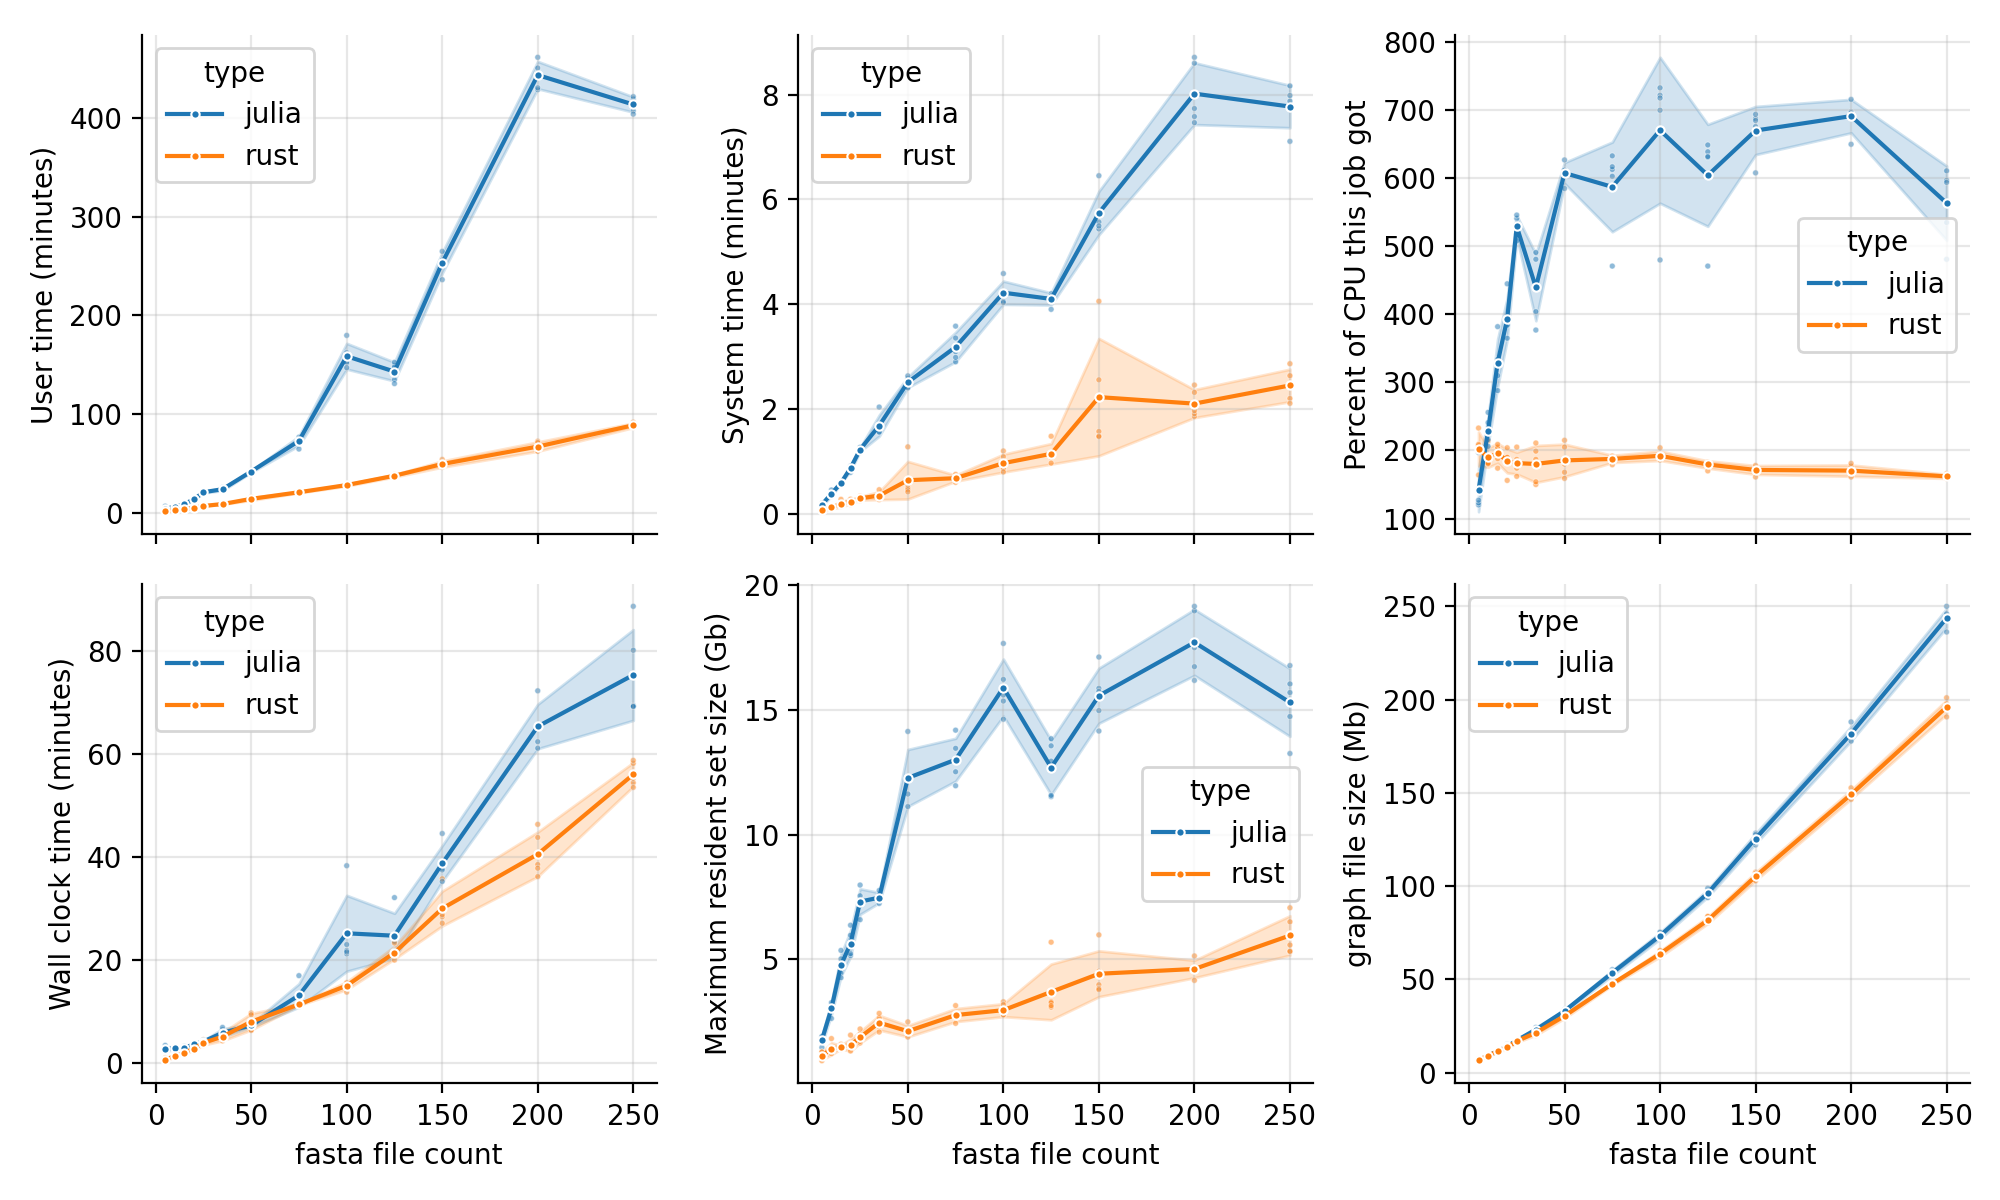 User time (minutes)
400
300
200
100
0
type
julia
rust
System time (minutes)
8
6
4
2
0
type
julia
rust
Percent of CPU this job got
800
700
600
500
400
300
200
100
type
julia
rust
Wall clock time (minutes)
80
60
40
20
0
type
julia
rust
0 50 100 150 200 250
fasta file count
Maximum resident set size (Gb)
20
15
10
5
type
julia
rust
0 50 100 150 200 250
fasta file count
graph file size (Mb)
250
200
150
100
50
0
type
julia
rust
0 50 100 150 200 250
fasta file count